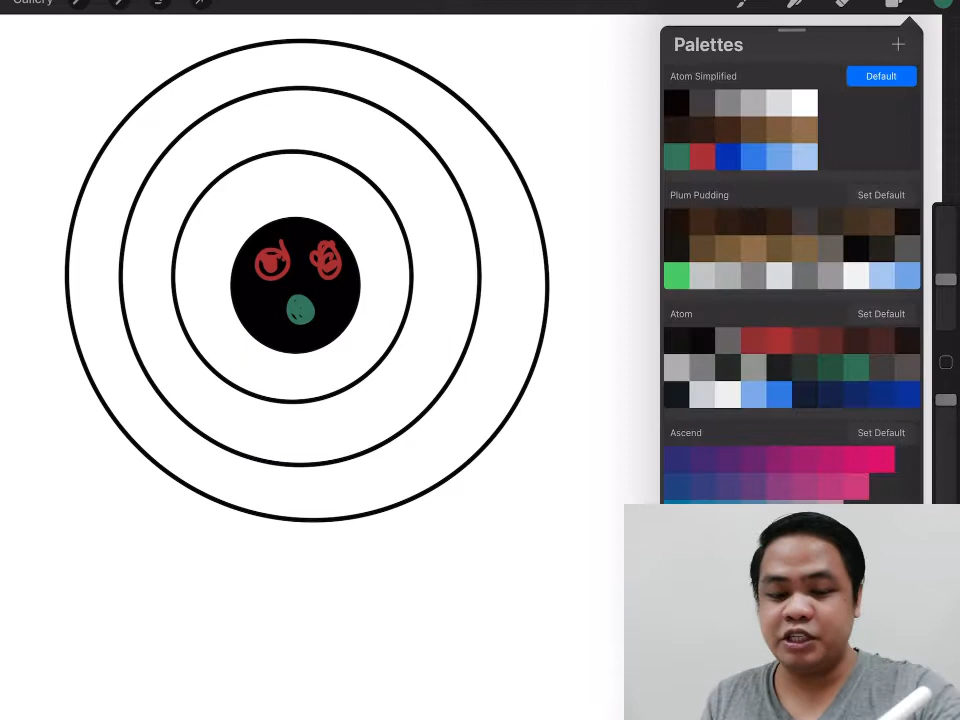 Gallery
Palettes
Atom Simplified
Default
Plum Pudding
Set Default
Atom
Set Default
Ascend
Set Default